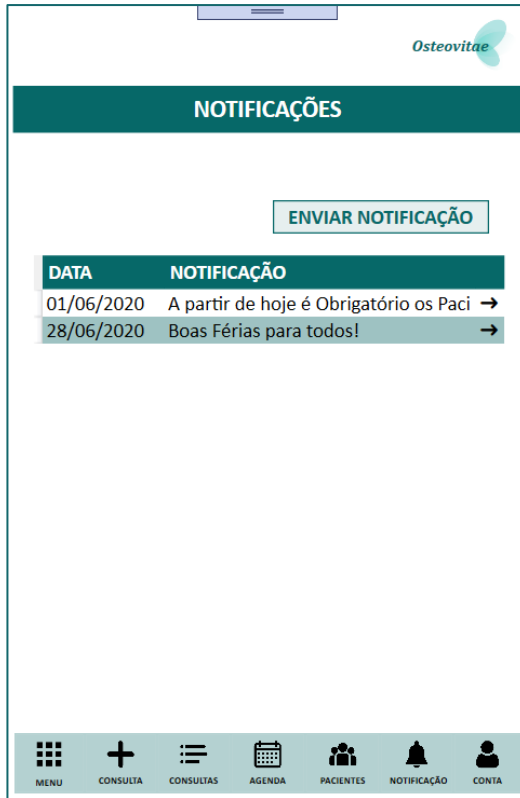 Osteovitae
NOTIFICAÇÕES
ENVIAR NOTIFICAÇÃO
DATA NOTIFICAÇÃO
01/06/2020 A partir de hoje é Obrigatório os Paci →
28/06/2020 Boas Férias para todos! →
MENU CONSULTA CONSULTAS AGENDA PACIENTES NOTIFICAÇÃO CONTA